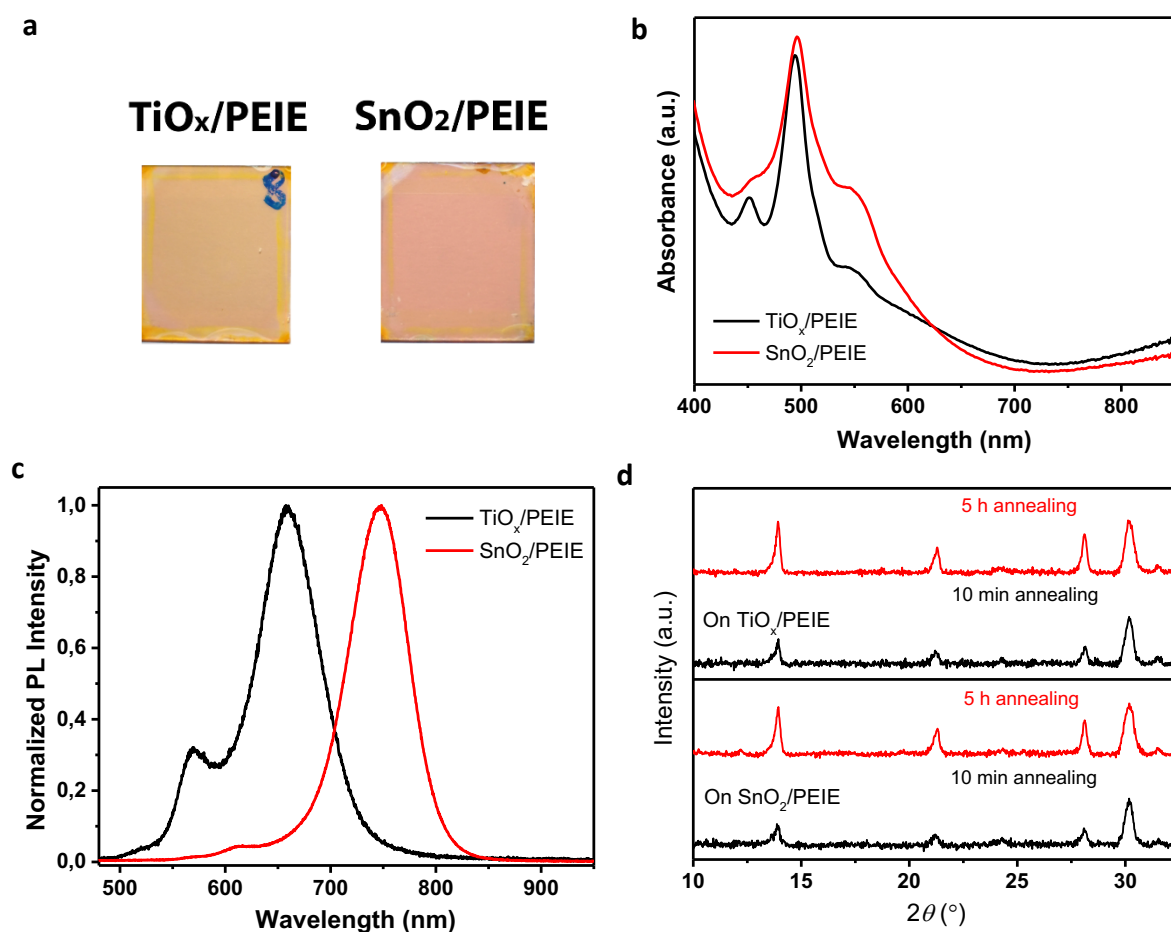 a
TiOx/PEIE SnO2/PEIE
8
b
Absorbance (a.u.)
TiOx/PEIE
SnO2/PEIE
400 500 600 700 800
Wavelength (nm)
c
Normalized PL Intensity
1,0
0,8
0,6
0,4
0,2
0,0
TiOx/PEIE
SnO2/PEIE
500 600 700 800 900
Wavelength (nm)
d
Intensity (a.u.)
5 h annealing
10 min annealing
On TiOx/PEIE
5 h annealing
10 min annealing
On SnO2/PEIE
10 15 20 25 30
2θ (°)